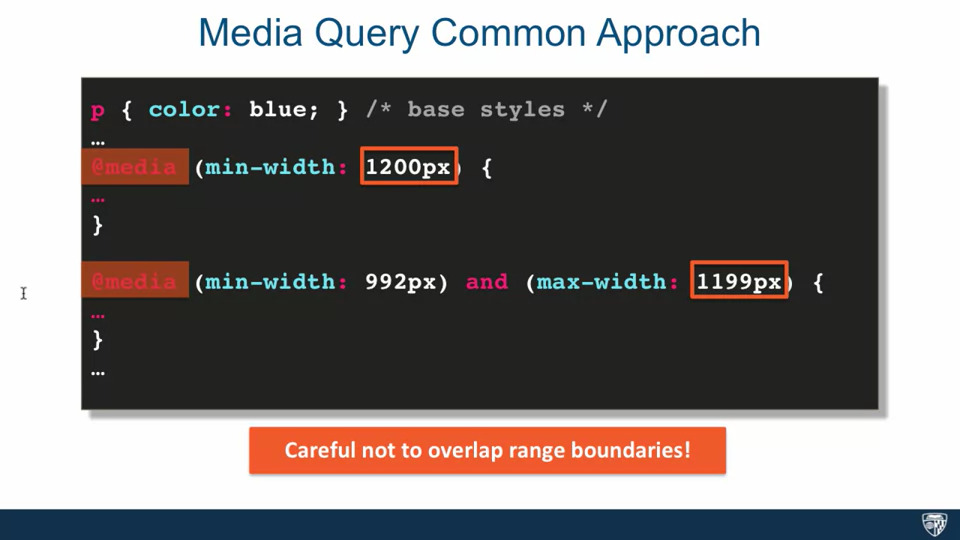 Media Query Common Approach
p { color: blue; } /* base styles */
…
@media (min-width: 1200px) {
…
}
@media (min-width: 992px) and (max-width: 1199px) {
…
}
…
Careful not to overlap range boundaries!